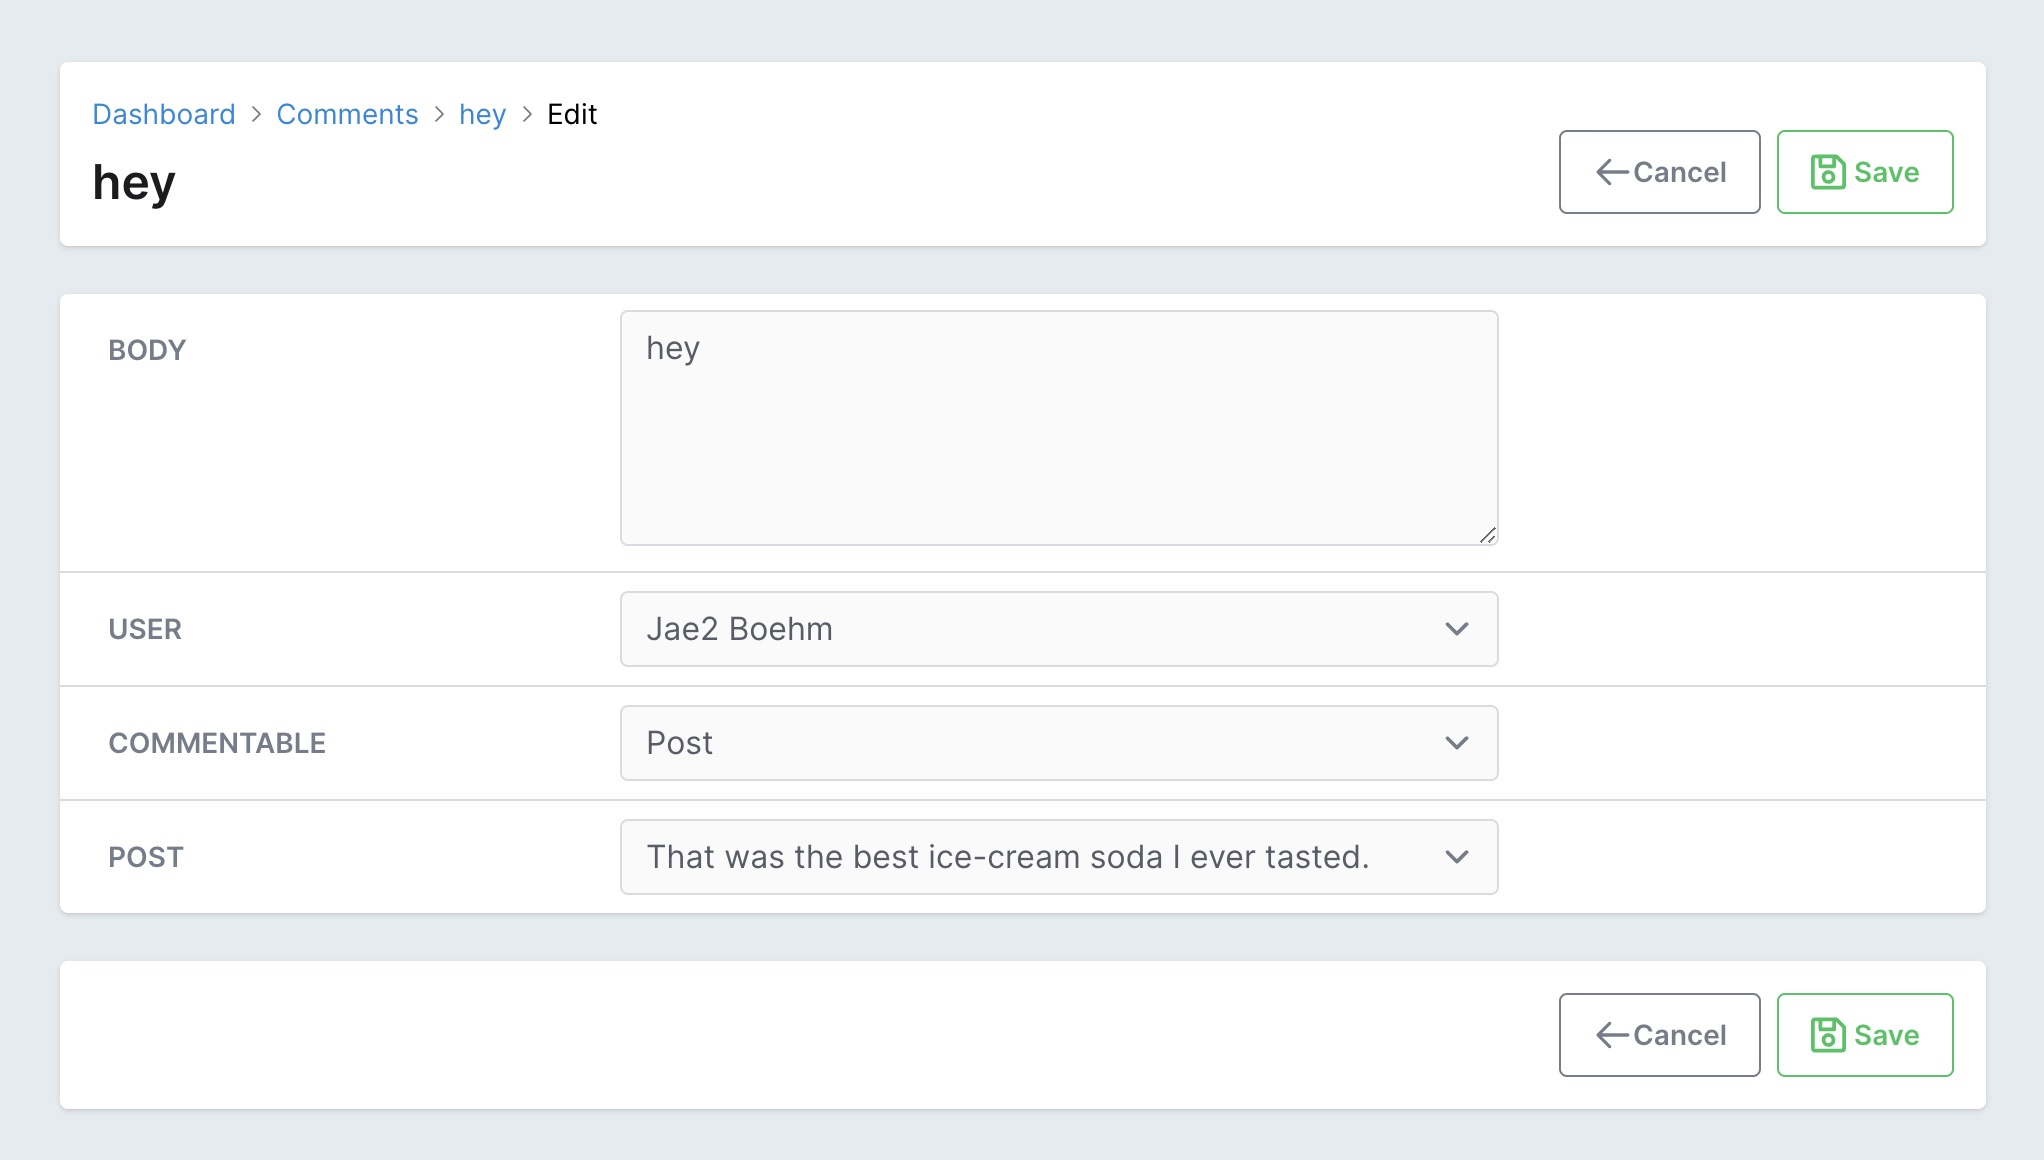 Dashboard > Comments > hey > Edit
hey
Cancel
Save
BODY
hey
USER
Jae2 Boehm
COMMENTABLE
Post
POST
That was the best ice-cream soda I ever tasted.
Cancel
Save